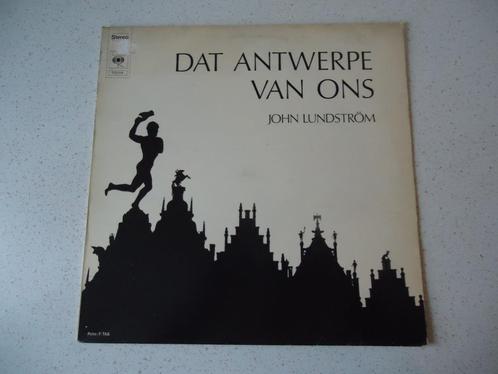 Stereo
DAT ANTWERPE
VAN ONS
JOHN LUNDSTRÖM